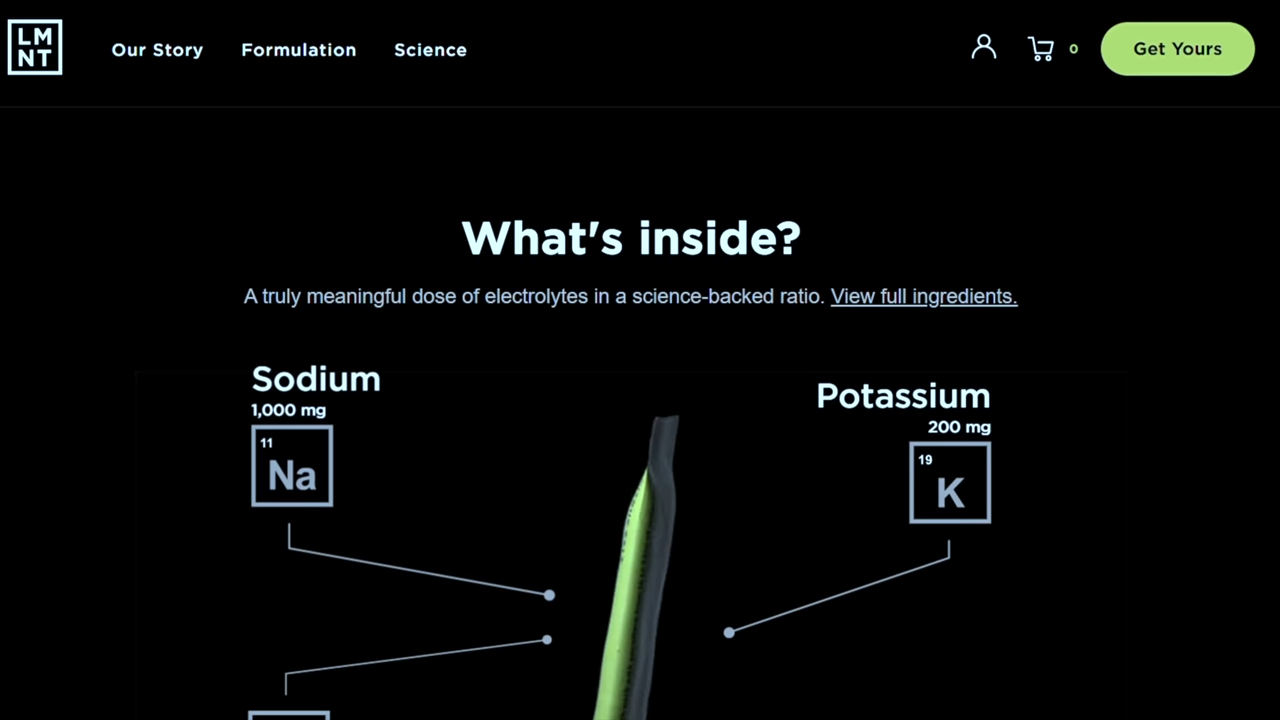 LM
NT
Our Story
Formulation
Science
0
Get Yours
What's inside?
A truly meaningful dose of electrolytes in a science-backed ratio. View full ingredients.
Sodium
1,000 mg
11
Na
Potassium
200 mg
19
K